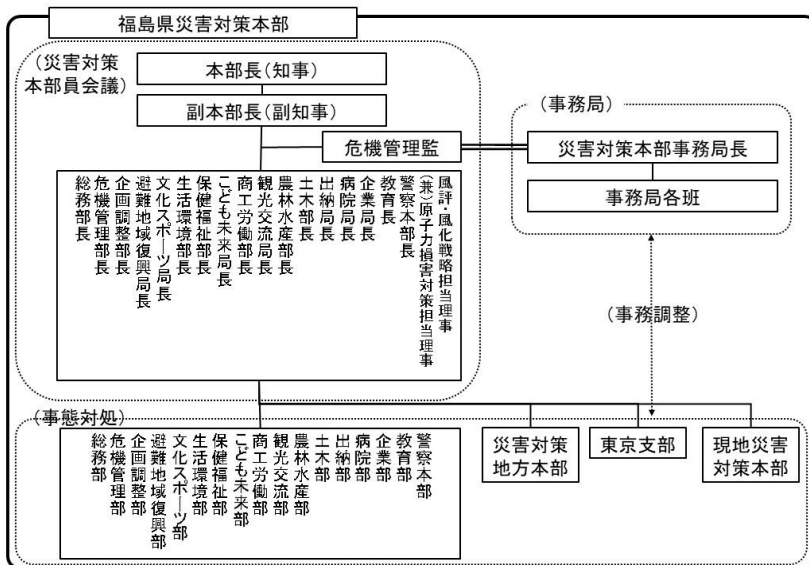 福島県災害対策本部
（災害対策
本部員会議）
本部長（知事）
副本部長（副知事）
危機管理監
（事務局）
災害対策本部事務局長
事務局各班
総務部長
危機管理部長
企画調整部長
避難地域復興局長
文化スポーツ局長
生活環境部長
保健福祉部長
こども未来局長
商工労働部長
観光交流局長
農林水産部長
土木部長
出納局長
病院局長
企業局長
教育長
警察本部長
（兼）原子力損害対策担当理事
風評・風化戦略担当理事
（事務調整）
（事態対処）
総務部
危機管理部
企画調整部
避難地域復興部
文化スポーツ部
生活環境部
保健福祉部
こども未来部
商工労働部
観光交流部
農林水産部
土木部
出納部
病院部
企業部
教育部
警察本部
災害対策
地方本部
東京支部
現地災害
対策本部